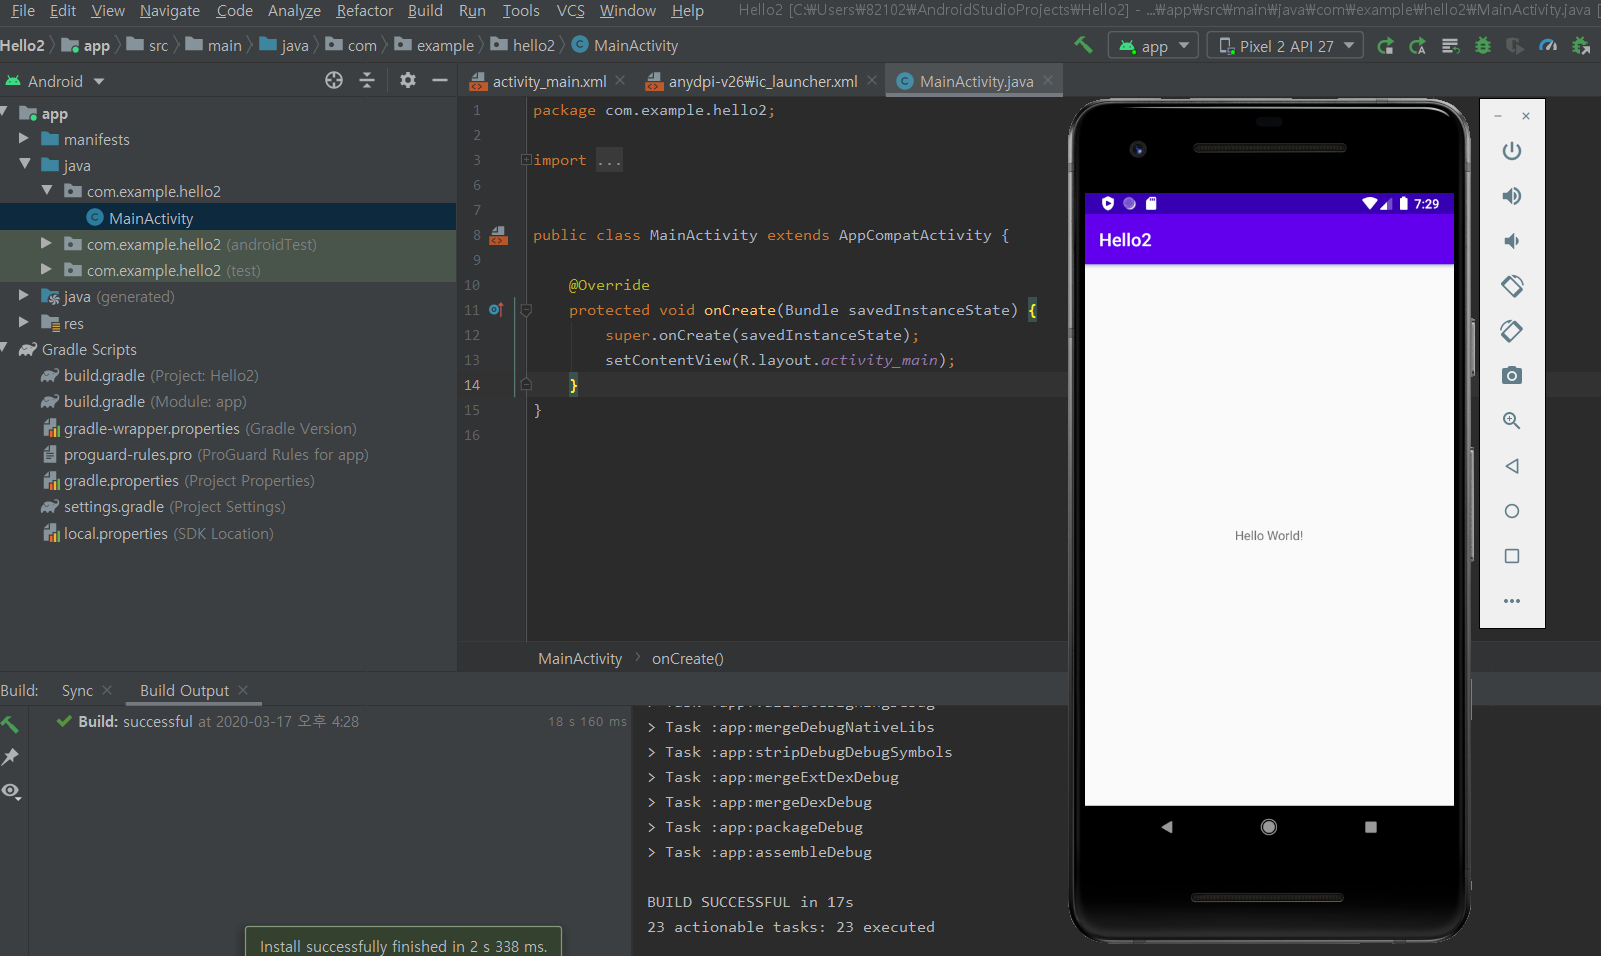 File Edit View Navigate Code Analyze Refactor Build Run Tools VCS Window Help Hello2 [C:₩Users₩82102₩AndroidStudioProjects₩Hello2] - ...₩app₩src₩main₩java₩com₩example₩hello2₩MainActivity.java [
Hello2 app src main java com example hello2 MainActivity app Pixel 2 API 27
Android
activity_main.xml anydpi-v26₩ic_launcher.xml MainActivity.java
app
manifests
java
com.example.hello2
MainActivity
com.example.hello2 (androidTest)
com.example.hello2 (test)
java (generated)
res
Gradle Scripts
build.gradle (Project: Hello2)
build.gradle (Module: app)
gradle-wrapper.properties (Gradle Version)
proguard-rules.pro (ProGuard Rules for app)
gradle.properties (Project Properties)
settings.gradle (Project Settings)
local.properties (SDK Location)
1 package com.example.hello2;
2
3 import ...
6
7
8 public class MainActivity extends AppCompatActivity {
9
10 @Override
11 protected void onCreate(Bundle savedInstanceState) {
12 super.onCreate(savedInstanceState);
13 setContentView(R.layout.activity_main);
14 }
15 }
16
MainActivity onCreate()
7:29
Hello2
Hello World!
Build: Sync Build Output
Build: successful at 2020-03-17 오후 4:28 18 s 160 ms
> Task :app:mergeDebugNativeLibs
> Task :app:stripDebugDebugSymbols
> Task :app:mergeExtDexDebug
> Task :app:mergeDexDebug
> Task :app:packageDebug
> Task :app:assembleDebug
BUILD SUCCESSFUL in 17s
23 actionable tasks: 23 executed
Install successfully finished in 2 s 338 ms.